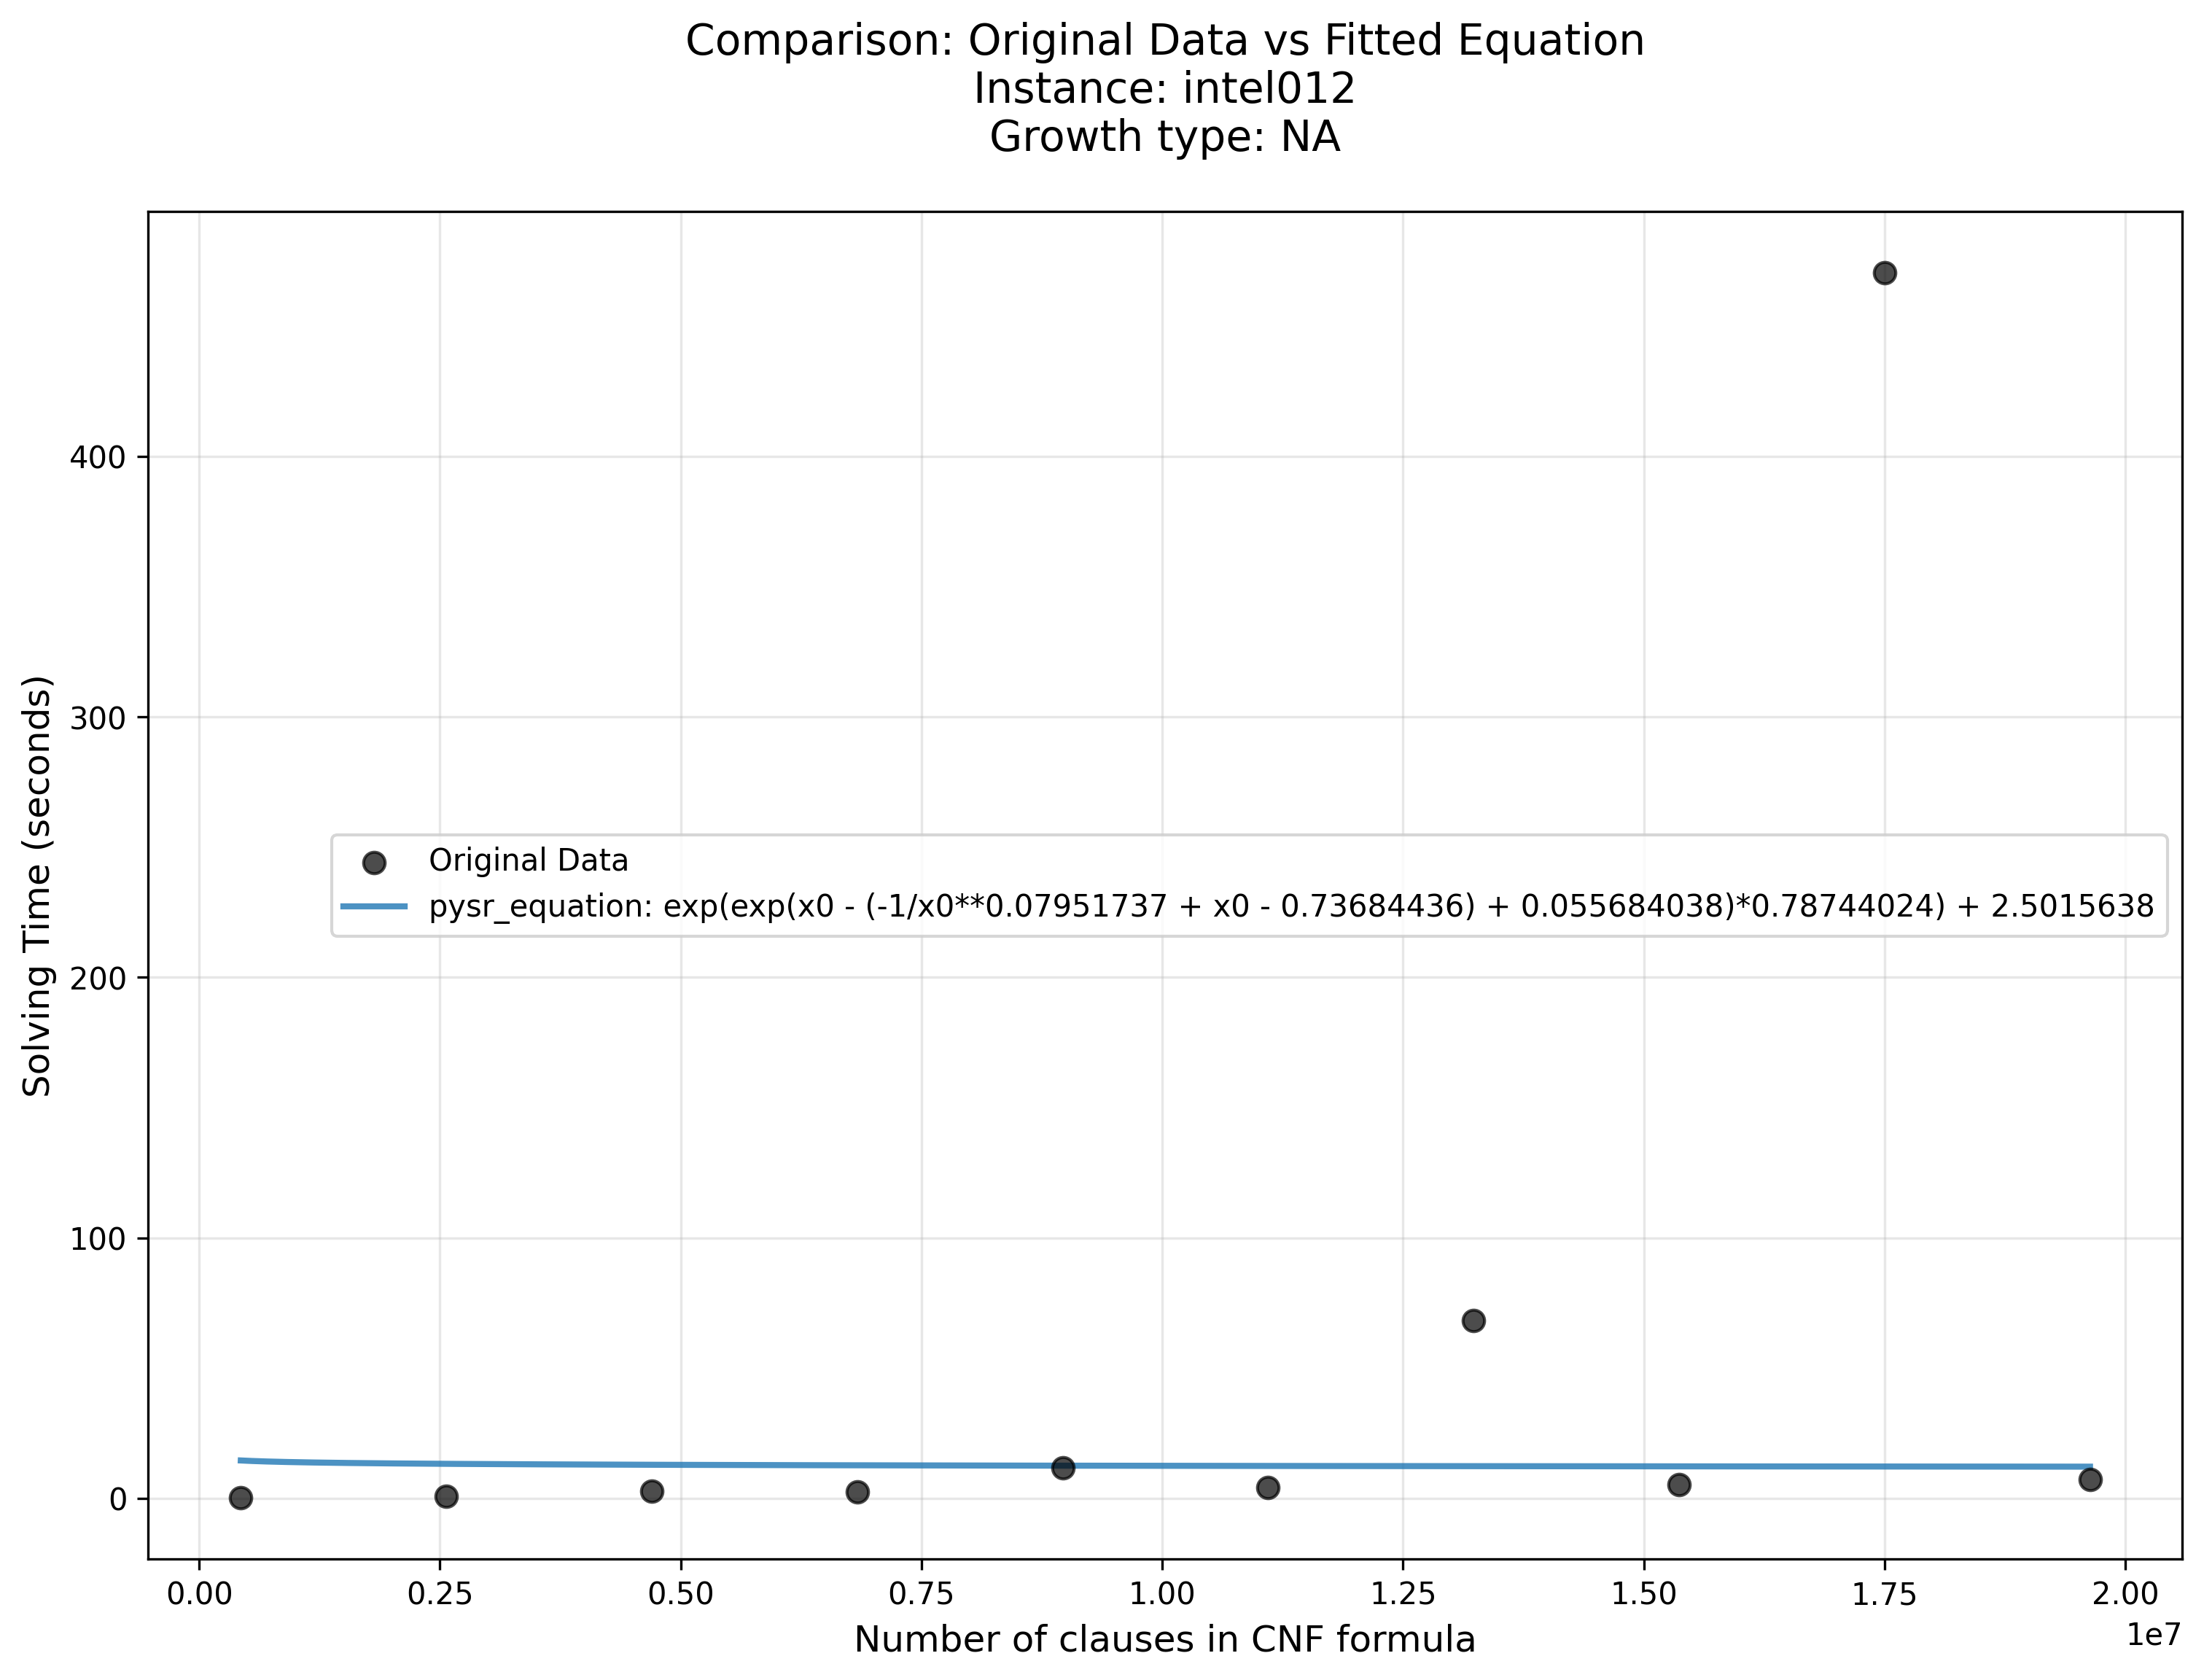 Comparison: Original Data vs Fitted Equation
Instance: intel012
Growth type: NA
Solving Time (seconds)
400
300
200
100
0
Original Data
pysr_equation: exp(exp(x0 - (-1/x0**0.07951737 + x0 - 0.73684436) + 0.055684038)*0.78744024) + 2.5015638
0.00 0.25 0.50 0.75 1.00 1.25 1.50 1.75 2.00
1e7
Number of clauses in CNF formula